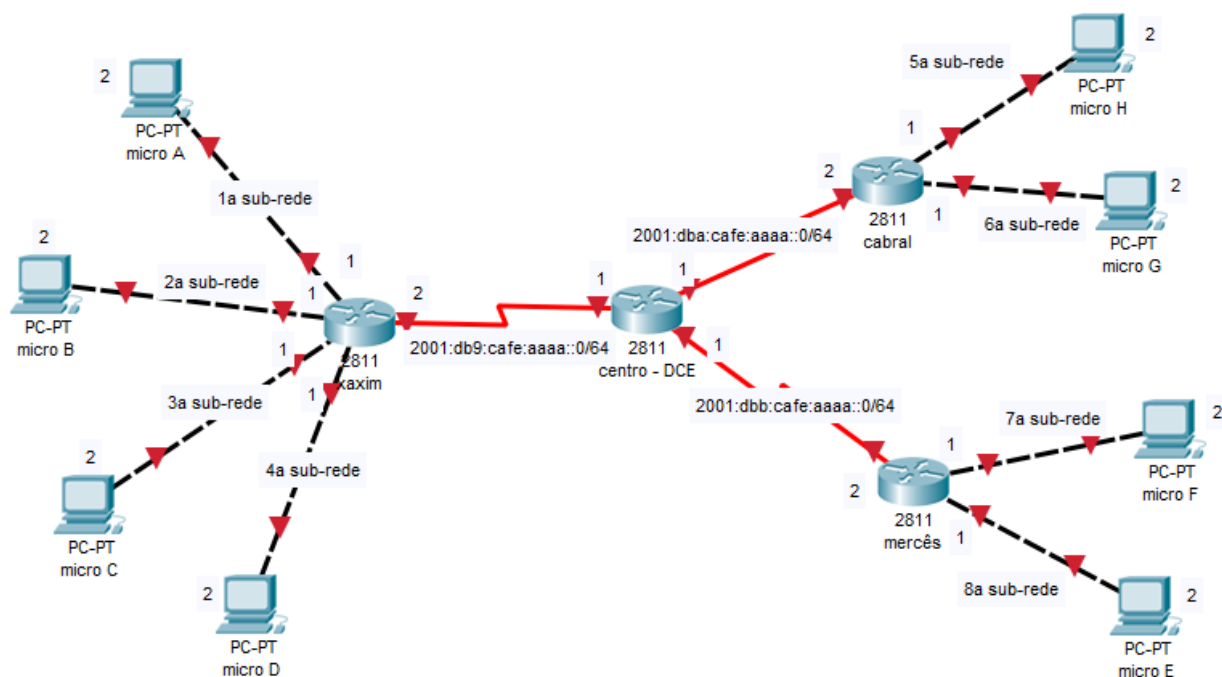 2
PC-PT
micro A
1a sub-rede
1
2
PC-PT
micro B
2a sub-rede
1
3a sub-rede
1
2
PC-PT
micro C
4a sub-rede
1
2
PC-PT
micro D
2811
xaxim
2
2001:db9:cafe:aaaa::0/64
1
2811
centro - DCE
1
2001:dba:cafe:aaaa::0/64
2
2811
cabral
1
5a sub-rede
2
PC-PT
micro H
1
6a sub-rede
2
PC-PT
micro G
1
2001:dbb:cafe:aaaa::0/64
2
2811
mercês
1
7a sub-rede
2
PC-PT
micro F
1
8a sub-rede
2
PC-PT
micro E